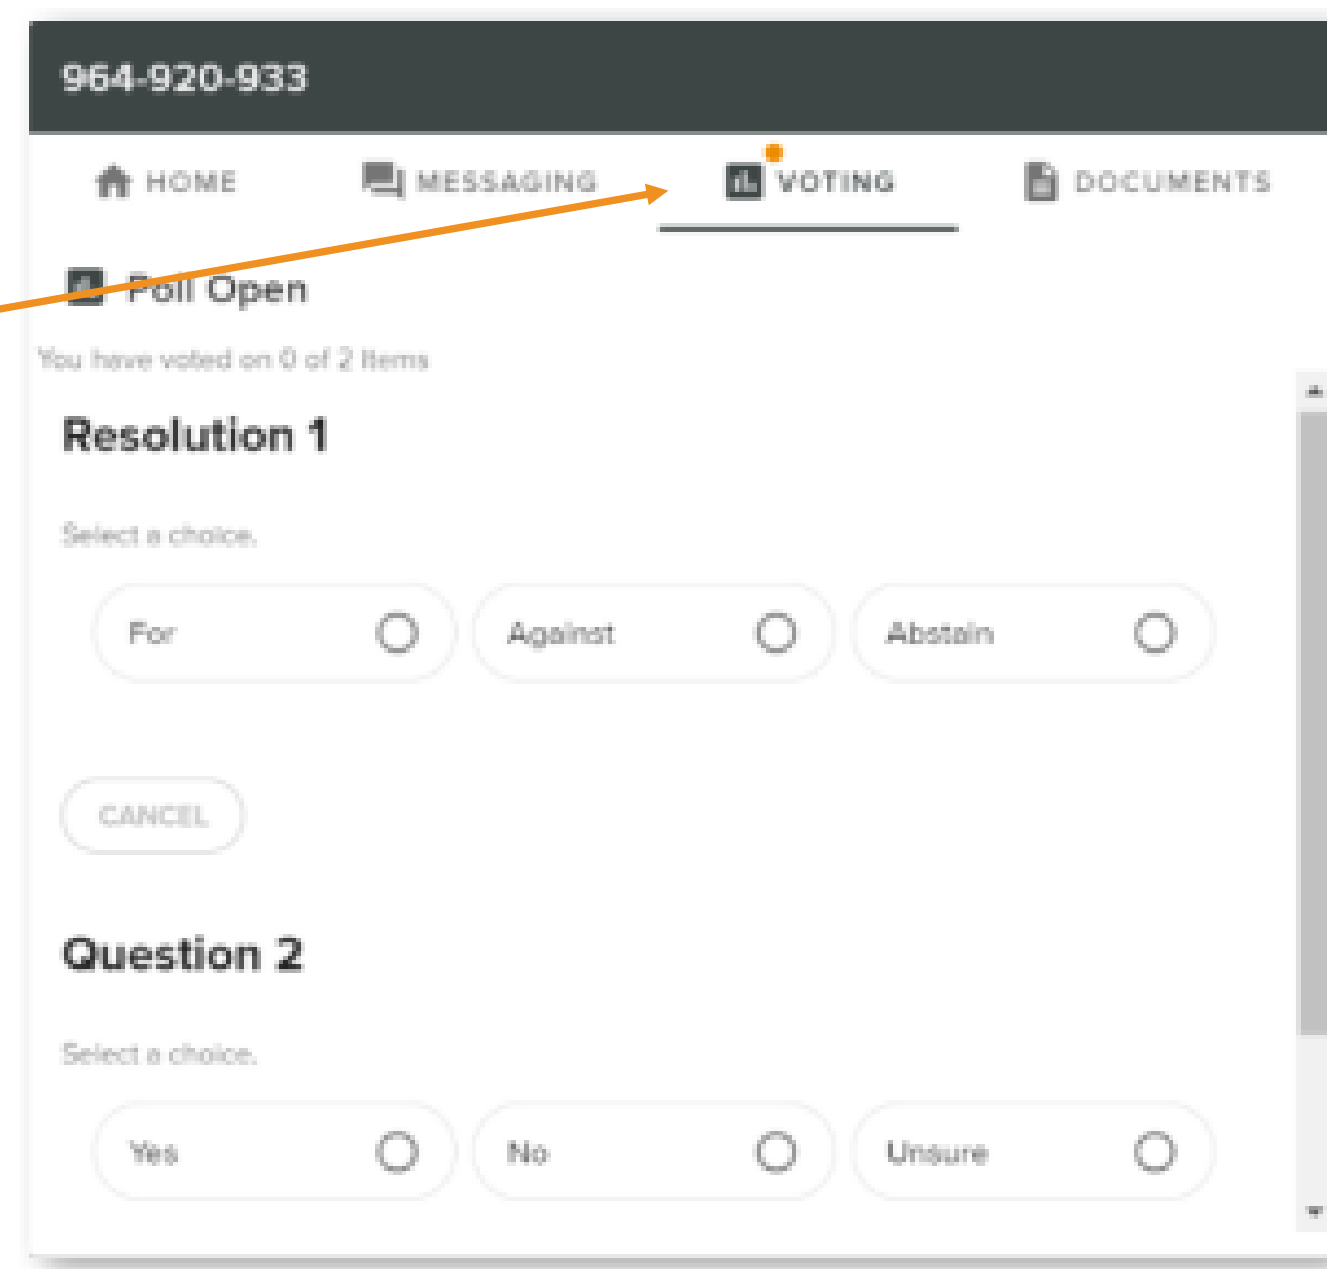 964-920-933
HOME MESSAGING VOTING DOCUMENTS
Poll Open
You have voted on 0 of 2 items
Resolution 1
Select a choice.
For Against Abstain
CANCEL
Question 2
Select a choice.
Yes No Unsure